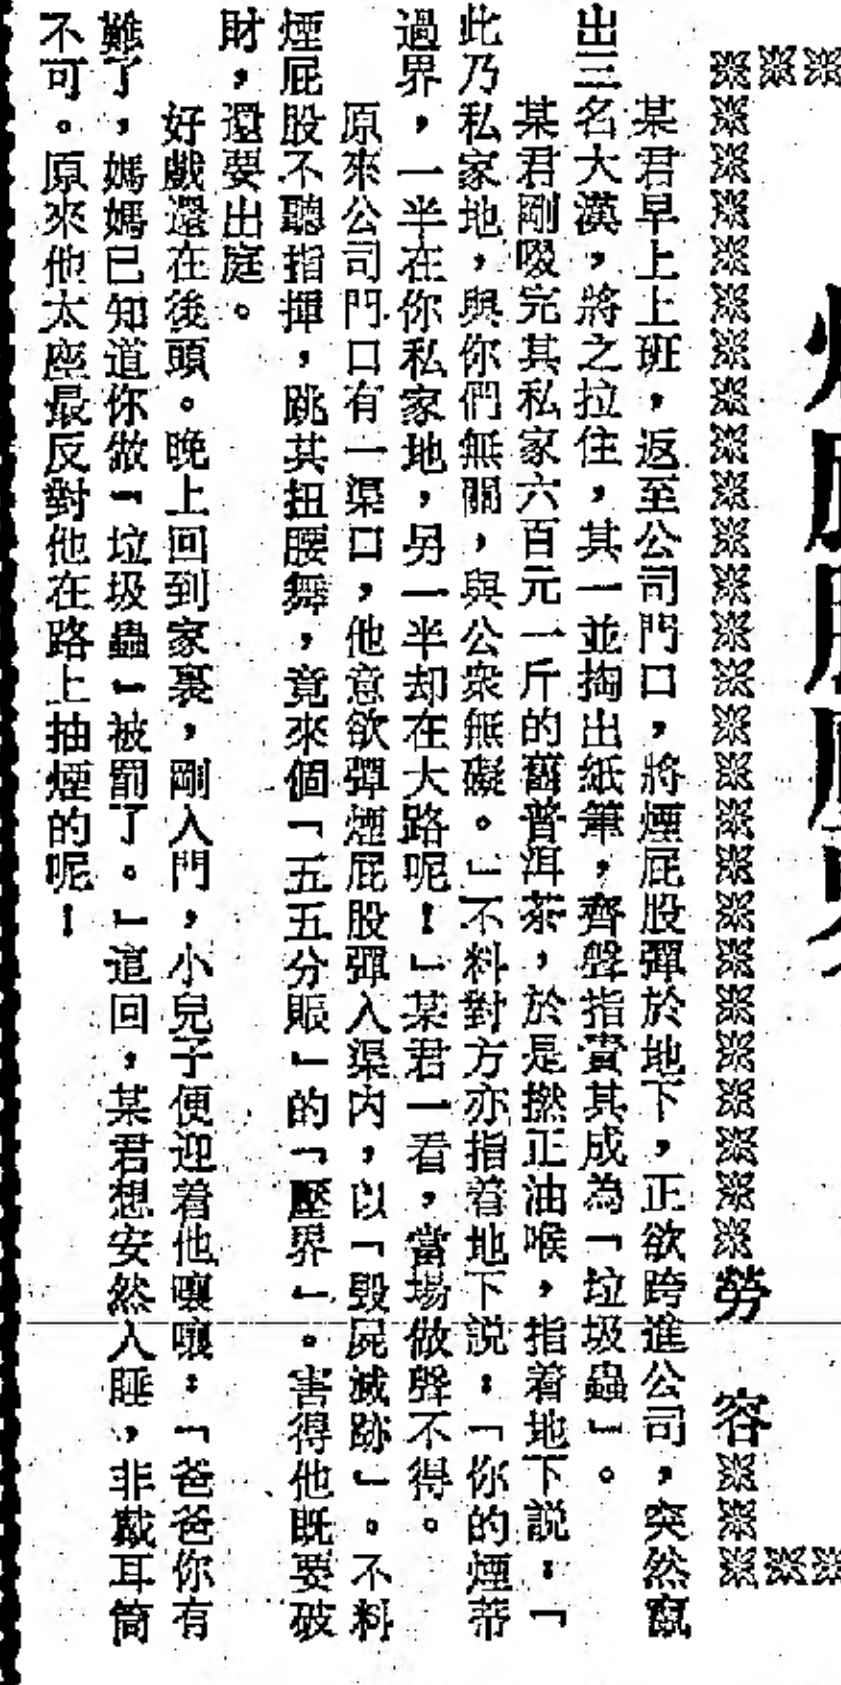 勞容
某君早上上班，返至公司門口，將煙屁股彈於地下，正欲跨進公司，突然竄
出三名大漢，將之拉住，其一並掏出紙筆，齊聲指責其成為「垃圾蟲」。
某君剛啜完其私家六百元一斤的舊普洱茶，於是撚正油喉，指着地下説：「
此乃私家地，與你們無關，與公衆無礙。」不料對方亦指着地下説：「你的煙蒂
過界，一半在你私家地，另一半却在大路呢！」某君一看，當場做聲不得。
原來公司門口有一渠口，他意欲彈煙屁股彈入渠内，以「毀屍滅跡」。不料
煙屁股不聽指揮，跳其扭腰舞，竟來個「五五分賬」的「壓界」。害得他既要破
財，還要出庭。
好戲還在後頭。晚上回到家裏，剛入門，小兒子便迎着他嚷嚷：「爸爸你有
難了，媽媽已知道你做「垃圾蟲」被罰了。」這回，某君想安然入睡，非戴耳筒
不可。原來他太座最反對他在路上抽煙的呢！